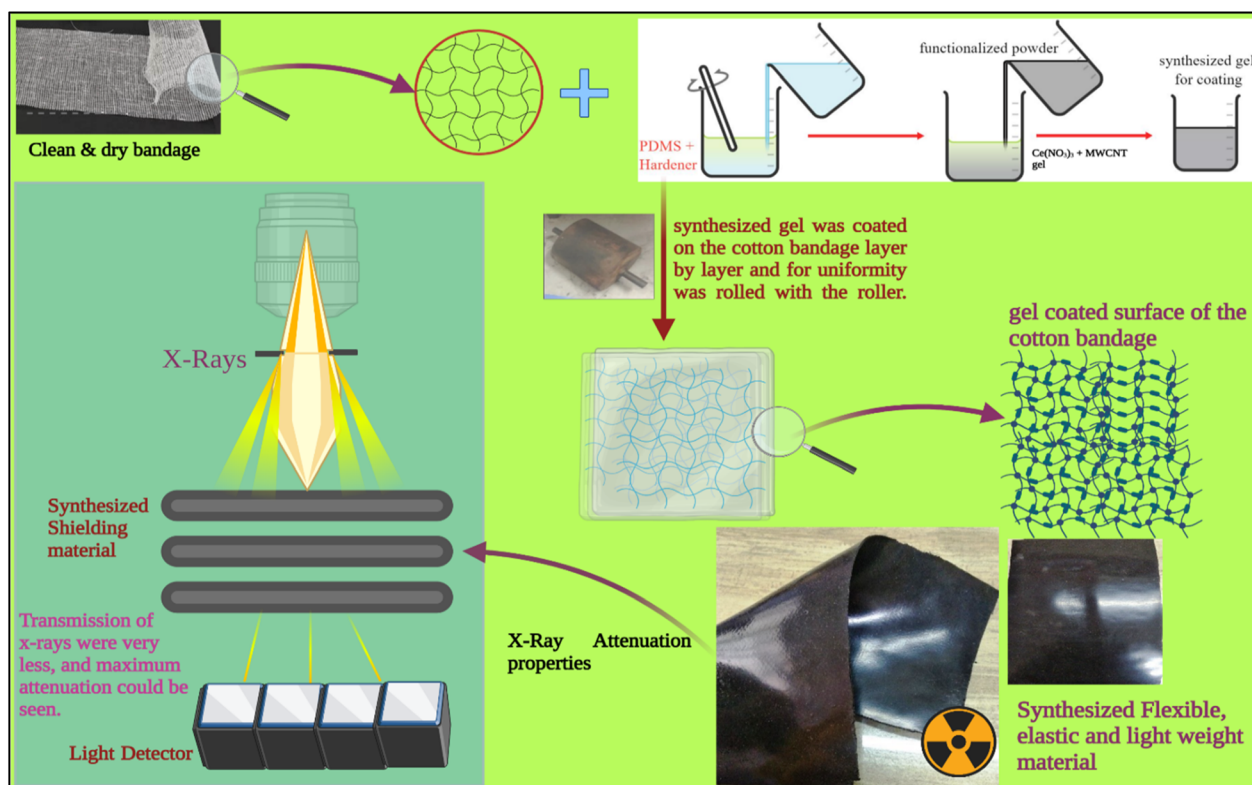 Clean & dry bandage
functionalized powder
synthesized gel
for coating
PDMS +
Hardener
Ce(NO₃)₃ + MWCNT
gel
synthesized gel was coated
on the cotton bandage layer
by layer and for uniformity
was rolled with the roller.
gel coated surface of the
cotton bandage
X-Rays
Synthesized
Shielding
material
Transmission of
x-rays were very
less, and maximum
attenuation could be
seen.
Light Detector
X-Ray Attenuation
properties
Synthesized Flexible,
elastic and light weight
material